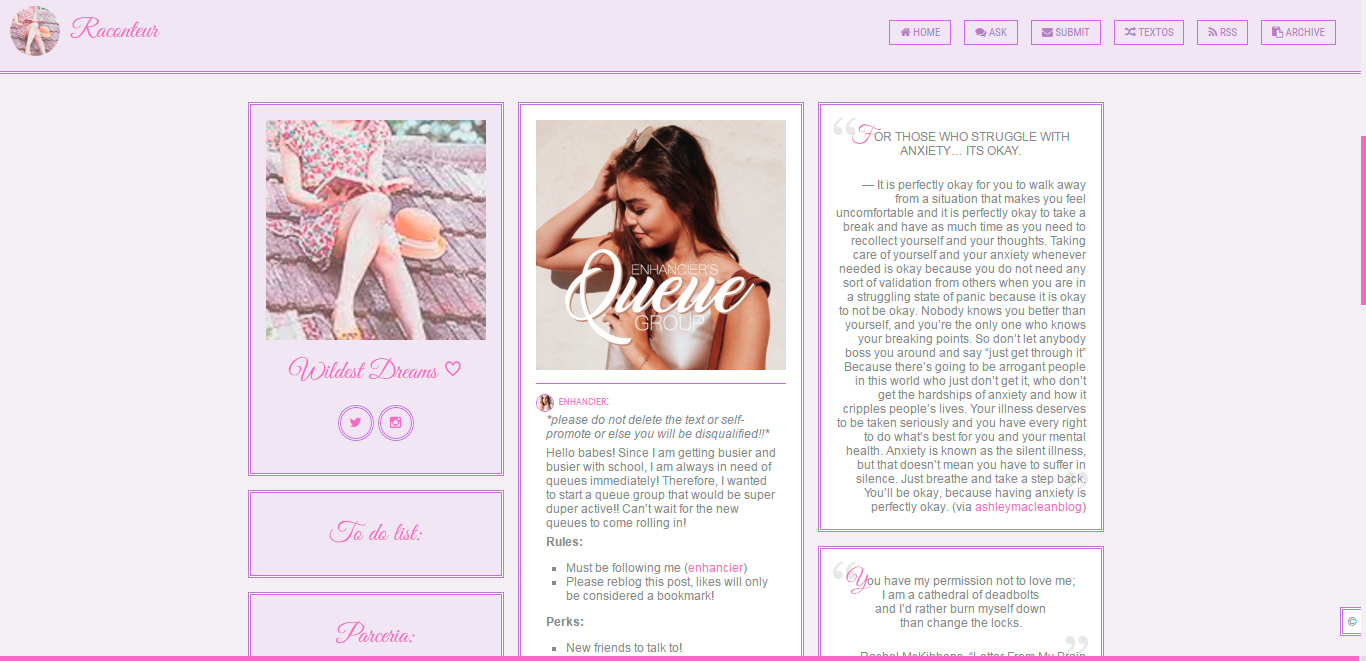 Raconteur
HOME
ASK
SUBMIT
TEXTOS
RSS
ARCHIVE
Wildest Dreams ♡
To do list:
Parceria:
ENHANCIER'S
Queue
GROUP
ENHANCIER:
*please do not delete the text or self-
promote or else you will be disqualified!!*
Hello babes! Since I am getting busier and
busier with school, I am always in need of
queues immediately! Therefore, I wanted
to start a queue group that would be super
duper active!! Can’t wait for the new
queues to come rolling in!
Rules:
Must be following me (enhancier)
Please reblog this post, likes will only
be considered a bookmark!
Perks:
New friends to talk to!
“FOR THOSE WHO STRUGGLE WITH
ANXIETY… ITS OKAY.
— It is perfectly okay for you to walk away
from a situation that makes you feel
uncomfortable and it is perfectly okay to take a
break and have as much time as you need to
recollect yourself and your thoughts. Taking
care of yourself and your anxiety whenever
needed is okay because you do not need any
sort of validation from others when you are in
a struggling state of panic because it is okay
to not be okay. Nobody knows you better than
yourself, and you’re the only one who knows
your breaking points. So don’t let anybody
boss you around and say “just get through it”
Because there’s going to be arrogant people
in this world who just don’t get it, who don’t
get the hardships of anxiety and how it
cripples people’s lives. Your illness deserves
to be taken seriously and you have every right
to do what’s best for you and your mental
health. Anxiety is known as the silent illness,
but that doesn’t mean you have to suffer in
silence. Just breathe and take a step back.
You’ll be okay, because having anxiety is
perfectly okay. (via ashleymacleanblog)
”
“You have my permission not to love me;
I am a cathedral of deadbolts
and I’d rather burn myself down
than change the locks.
”
Rachel McKibbens, “Letter From My Brain
©